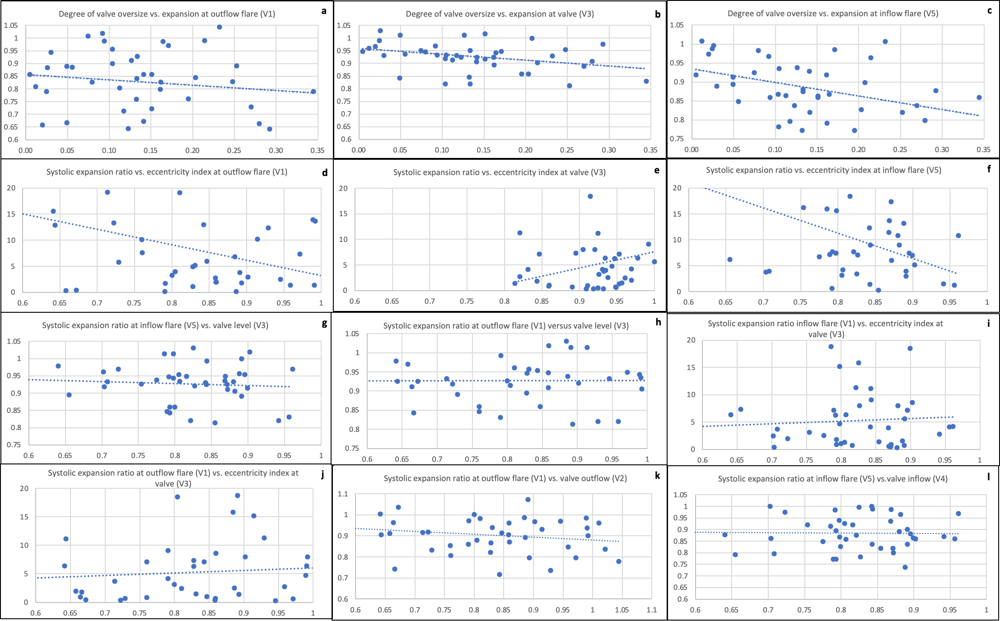 Degree of valve oversize vs. expansion at outflow flare (V1)
a
1.05
1
0.95
0.9
0.85
0.8
0.75
0.7
0.65
0.6
0.00 0.05 0.10 0.15 0.20 0.25 0.30 0.35
Degree of valve oversize vs. expansion at valve (V3)
b
1.05
1
0.95
0.9
0.85
0.8
0.75
0.7
0.65
0.6
0.00 0.05 0.10 0.15 0.20 0.25 0.30 0.35
Degree of valve oversize vs. expansion at inflow flare (V5)
c
1.05
1
0.95
0.9
0.85
0.8
0.75
0.00 0.05 0.10 0.15 0.20 0.25 0.30 0.35
Systolic expansion ratio vs. eccentricity index at outflow flare (V1)
d
20
15
10
5
0
0.6 0.65 0.7 0.75 0.8 0.85 0.9 0.95 1
Systolic expansion ratio vs. eccentricity index at valve (V3)
e
20
15
10
5
0
0.6 0.65 0.7 0.75 0.8 0.85 0.9 0.95 1
Systolic expansion ratio vs. eccentricity index at inflow flare (V5)
f
20
15
10
5
0
0.6 0.65 0.7 0.75 0.8 0.85 0.9 0.95 1
Systolic expansion ratio at inflow flare (V5) vs. valve level (V3)
g
1.05
1
0.95
0.9
0.85
0.8
0.75
0.6 0.65 0.7 0.75 0.8 0.85 0.9 0.95 1
Systolic expansion ratio at outflow flare (V1) versus valve level (V3)
h
1.05
1
0.95
0.9
0.85
0.8
0.75
0.6 0.65 0.7 0.75 0.8 0.85 0.9 0.95 1
Systolic expansion ratio inflow flare (V1) vs. eccentricity index at
valve (V3)
i
20
15
10
5
0
0.6 0.65 0.7 0.75 0.8 0.85 0.9 0.95 1
Systolic expansion ratio at outflow flare (V1) vs. eccentricity index at
valve (V3)
j
20
15
10
5
0
0.6 0.65 0.7 0.75 0.8 0.85 0.9 0.95 1
Systolic expansion ratio at outflow flare (V1) vs. valve outflow (V2)
k
1.1
1
0.9
0.8
0.7
0.6
0.6 0.65 0.7 0.75 0.8 0.85 0.9 0.95 1 1.05 1.1
Systolic expansion ratio at inflow flare (V5) vs.valve inflow (V4)
l
1.05
1
0.95
0.9
0.85
0.8
0.75
0.7
0.65
0.6
0.6 0.65 0.7 0.75 0.8 0.85 0.9 0.95 1